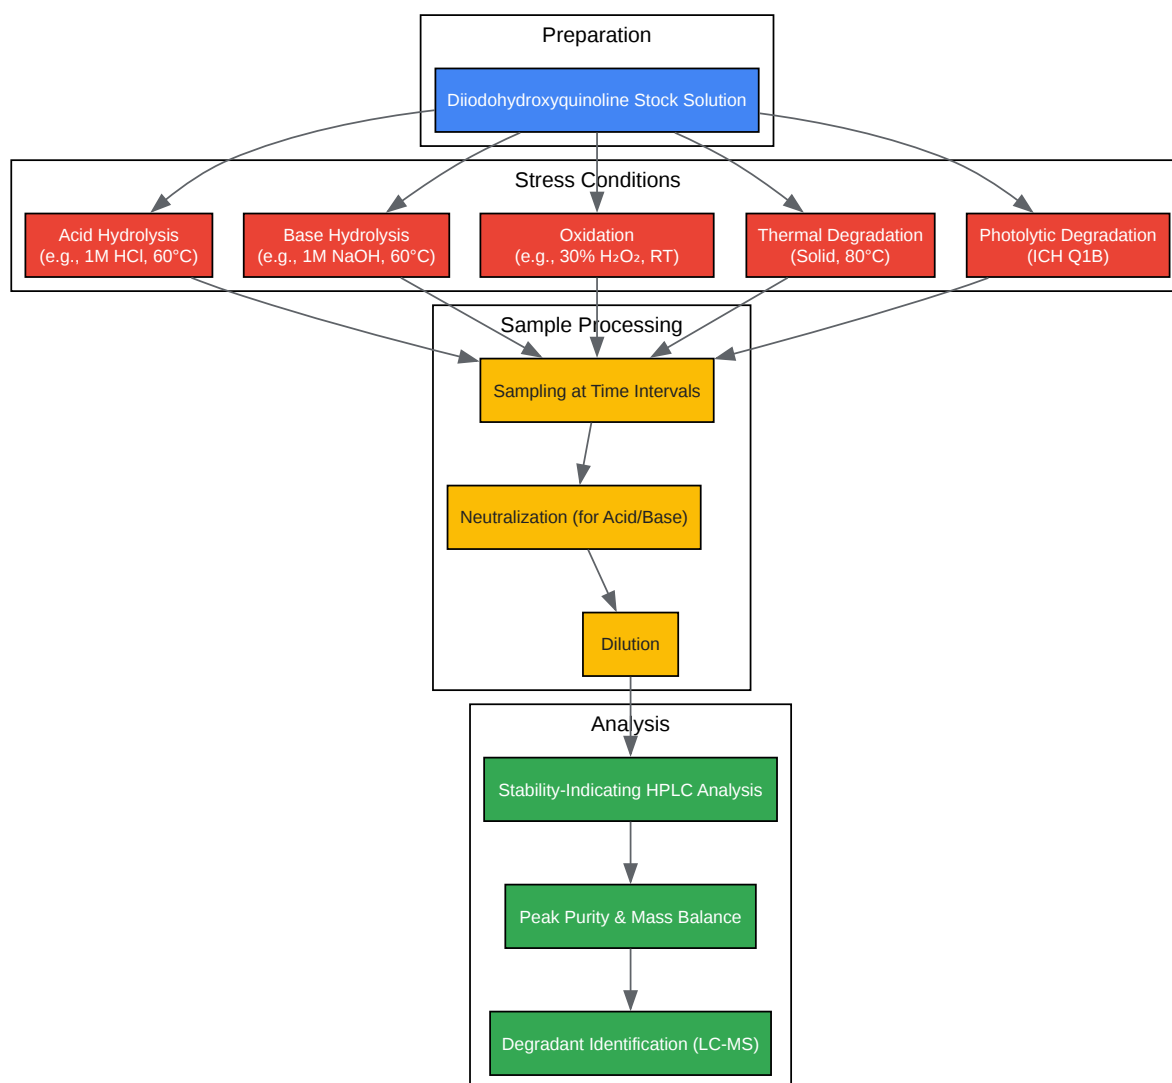 Preparation
Diiodohydroxyquinoline Stock Solution
Stress Conditions
Acid Hydrolysis
(e.g., 1M HCl, 60°C)
Base Hydrolysis
(e.g., 1M NaOH, 60°C)
Oxidation
(e.g., 30% H₂O₂, RT)
Thermal Degradation
(Solid, 80°C)
Photolytic Degradation
(ICH Q1B)
Sample Processing
Sampling at Time Intervals
Neutralization (for Acid/Base)
Dilution
Analysis
Stability-Indicating HPLC Analysis
Peak Purity & Mass Balance
Degradant Identification (LC-MS)